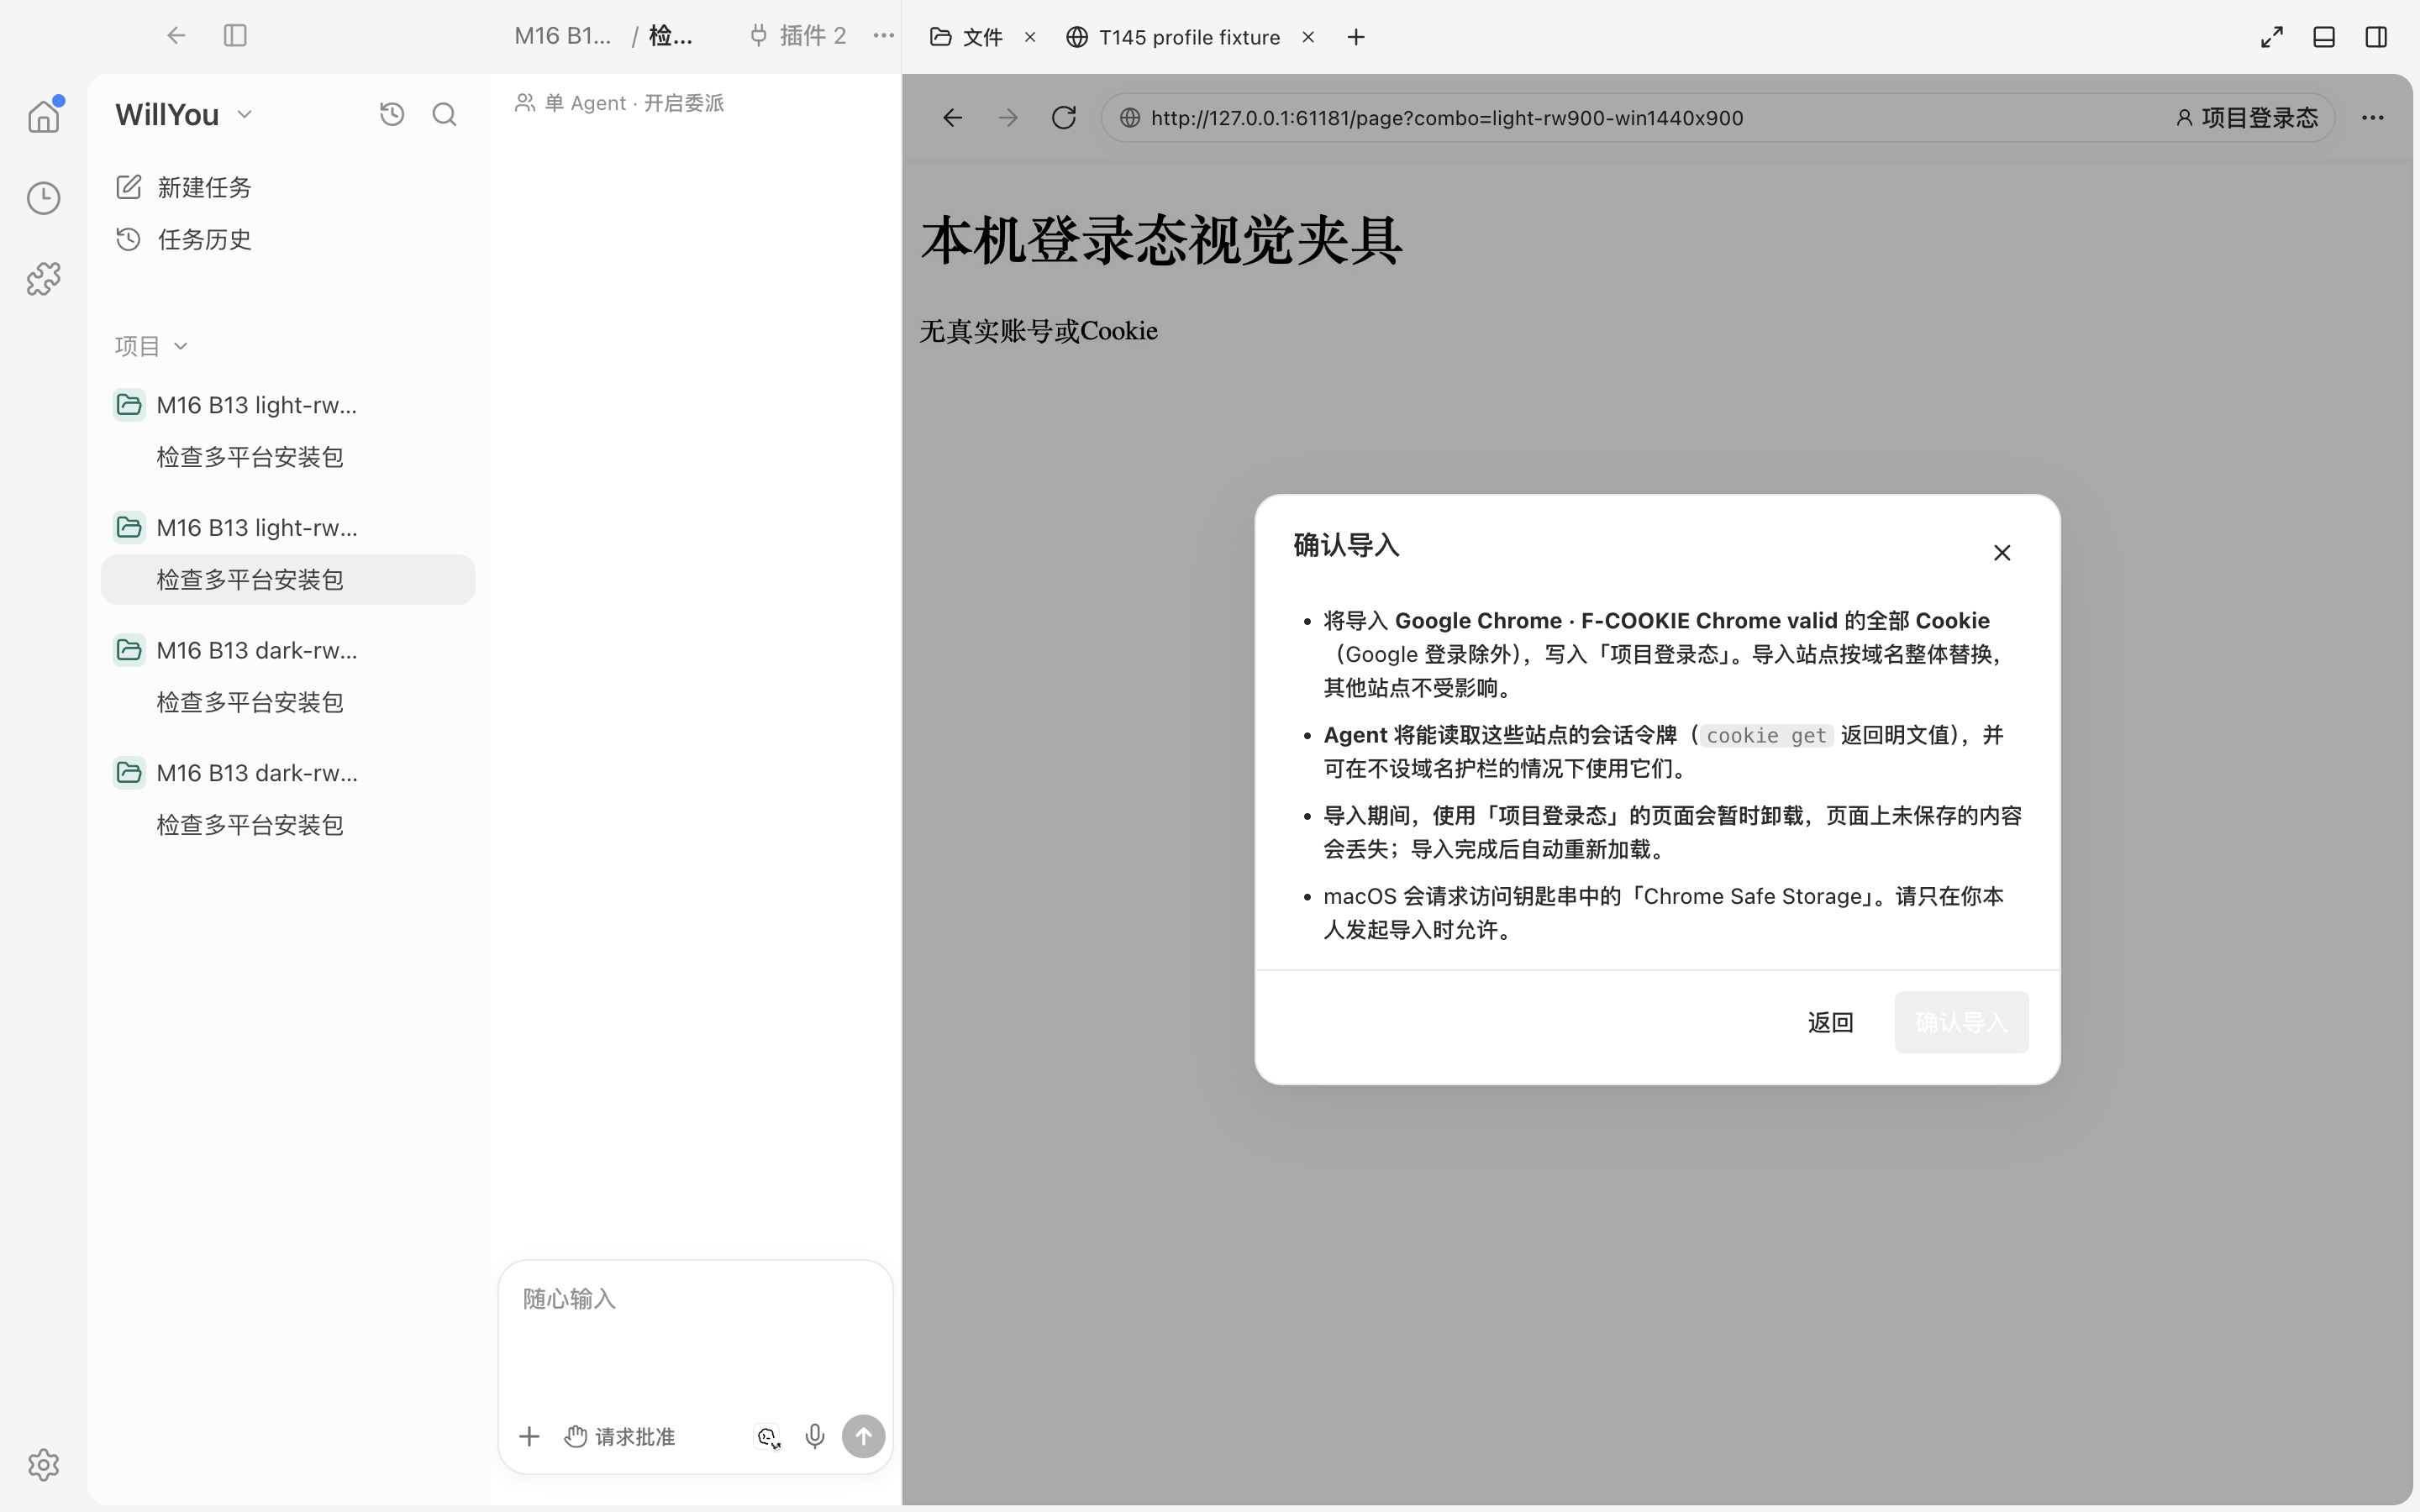 M16 B1... / 检...
插件 2
文件
T145 profile fixture
WillYou
单 Agent · 开启委派
http://127.0.0.1:61181/page?combo=light-rw900-win1440x900
项目登录态
新建任务
任务历史
本机登录态视觉夹具
无真实账号或Cookie
项目
M16 B13 light-rw...
检查多平台安装包
M16 B13 light-rw...
检查多平台安装包
M16 B13 dark-rw...
检查多平台安装包
M16 B13 dark-rw...
检查多平台安装包
确认导入
将导入 Google Chrome · F-COOKIE Chrome valid 的全部 Cookie
（Google 登录除外），写入「项目登录态」。导入站点按域名整体替换，
其他站点不受影响。
Agent 将能读取这些站点的会话令牌（cookie get 返回明文值），并
可在不设域名护栏的情况下使用它们。
导入期间，使用「项目登录态」的页面会暂时卸载，页面上未保存的内容
会丢失；导入完成后自动重新加载。
macOS 会请求访问钥匙串中的「Chrome Safe Storage」。请只在你本
人发起导入时允许。
返回
确认导入
随心输入
请求批准